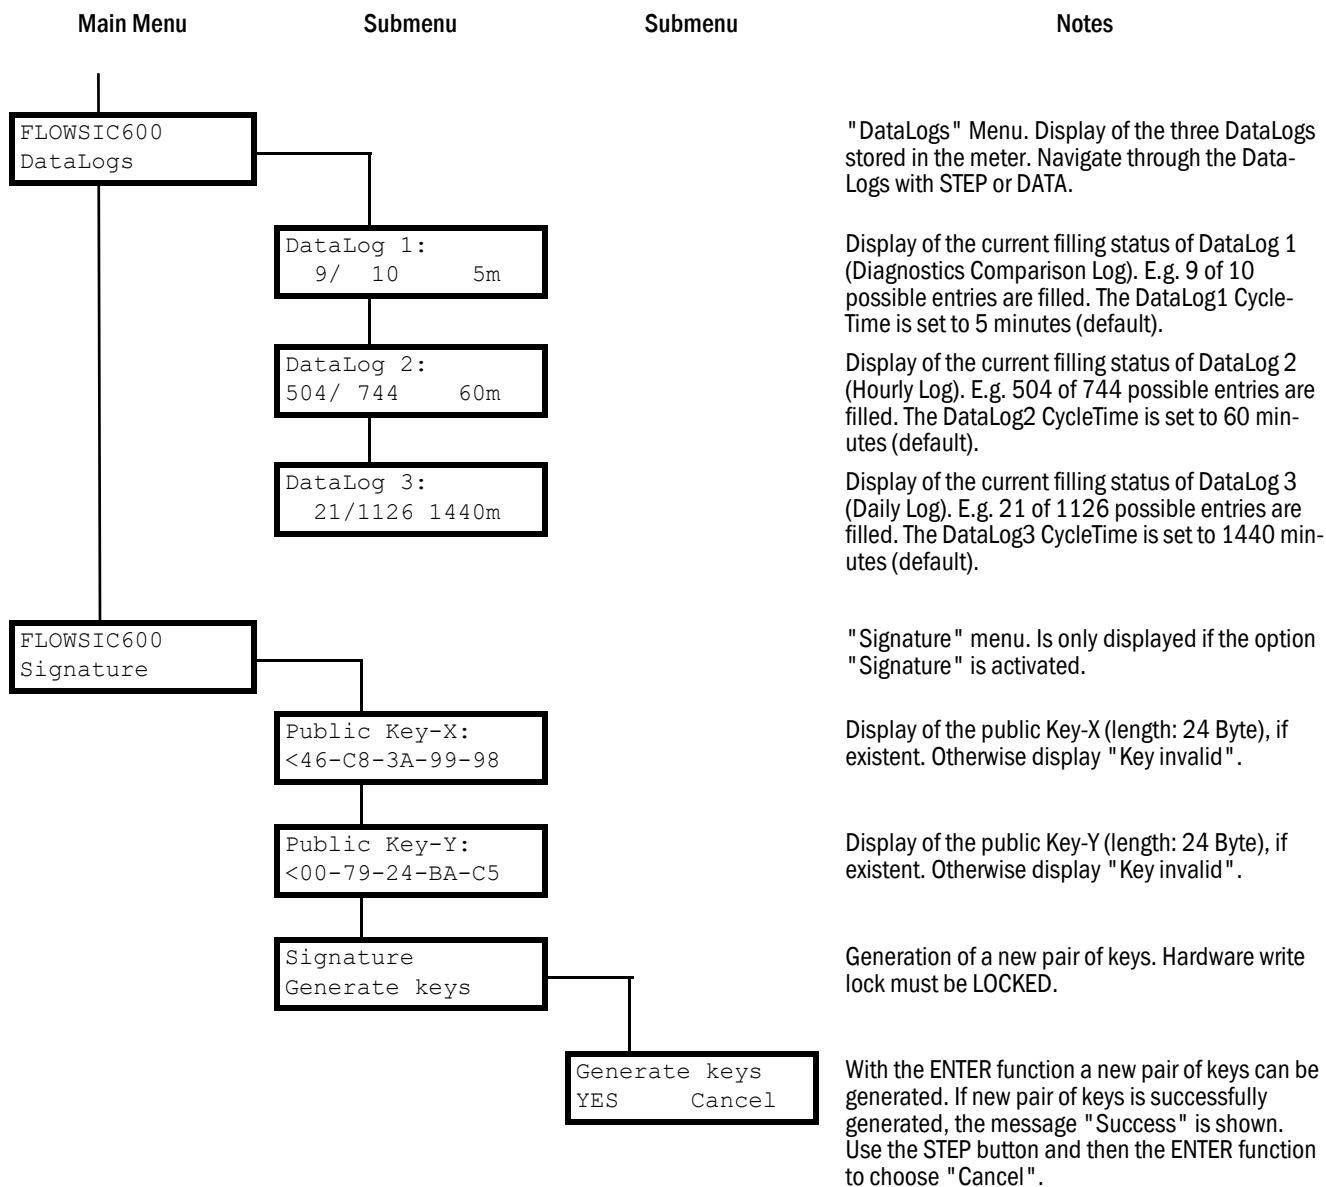 Main Menu Submenu Submenu Notes
FLOWSIC600
DataLogs
"DataLogs" Menu. Display of the three DataLogs
stored in the meter. Navigate through the Data-
Logs with STEP or DATA.
DataLog 1:
9/ 10 5m
Display of the current filling status of DataLog 1
(Diagnostics Comparison Log). E.g. 9 of 10
possible entries are filled. The DataLog1 Cycle-
Time is set to 5 minutes (default).
DataLog 2:
504/ 744 60m
Display of the current filling status of DataLog 2
(Hourly Log). E.g. 504 of 744 possible entries are
filled. The DataLog2 CycleTime is set to 60 min-
utes (default).
DataLog 3:
21/1126 1440m
Display of the current filling status of DataLog 3
(Daily Log). E.g. 21 of 1126 possible entries are
filled. The DataLog3 CycleTime is set to 1440 min-
utes (default).
FLOWSIC600
Signature
"Signature" menu. Is only displayed if the option
"Signature" is activated.
Public Key-X:
<46-C8-3A-99-98
Display of the public Key-X (length: 24 Byte), if
existent. Otherwise display "Key invalid".
Public Key-Y:
<00-79-24-BA-C5
Display of the public Key-Y (length: 24 Byte), if
existent. Otherwise display "Key invalid".
Signature
Generate keys
Generation of a new pair of keys. Hardware write
lock must be LOCKED.
Generate keys
YES Cancel
With the ENTER function a new pair of keys can be
generated. If new pair of keys is successfully
generated, the message "Success" is shown.
Use the STEP button and then the ENTER function
to choose "Cancel".